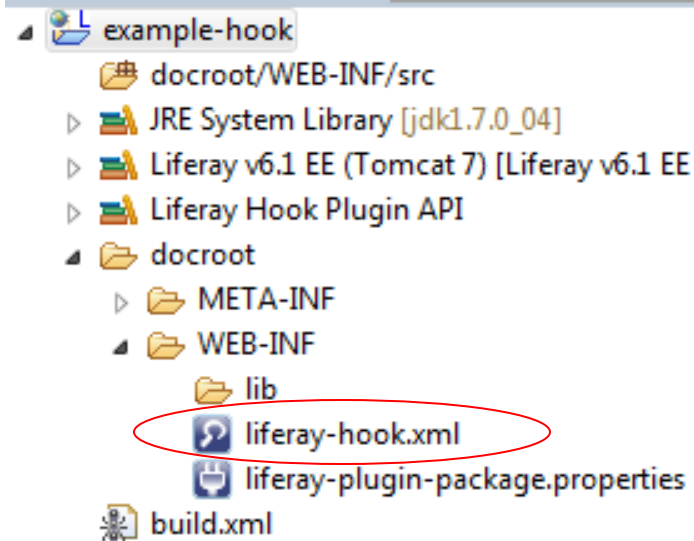 example-hook
docroot/WEB-INF/src
JRE System Library [jdk1.7.0_04]
Liferay v6.1 EE (Tomcat 7) [Liferay v6.1 EE
Liferay Hook Plugin API
docroot
META-INF
WEB-INF
lib
liferay-hook.xml
liferay-plugin-package.properties
build.xml